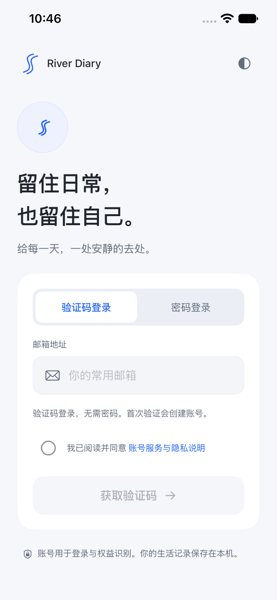 10:46
River Diary
留住日常，
也留住自己。
给每一天，一处安静的去处。
验证码登录
密码登录
邮箱地址
你的常用邮箱
验证码登录，无需密码。首次验证会创建账号。
我已阅读并同意 账号服务与隐私说明
获取验证码 →
账号用于登录与权益识别。你的生活记录保存在本机。